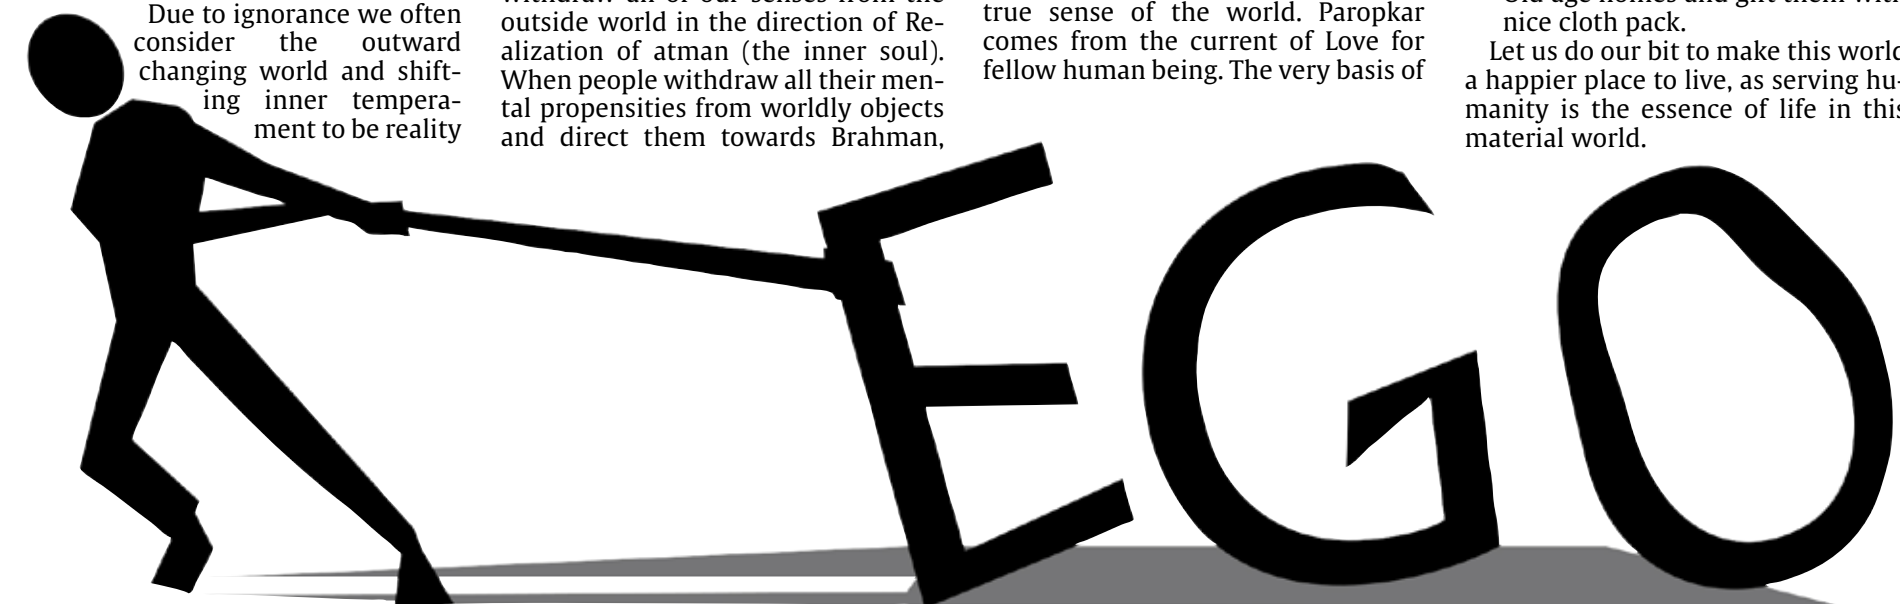 Due to ignorance we often
consider the outward
changing world and shift-
ing inner tempera-
ment to be reality
outside world in the direction of Re-
alization of atman (the inner soul).
When people withdraw all their men-
tal propensities from worldly objects
and direct them towards Brahman,
true sense of the world. Paropkar
comes from the current of Love for
fellow human being. The very basis of
nice cloth pack.
Let us do our bit to make this world
a happier place to live, as serving hu-
manity is the essence of life in this
material world.
EGO